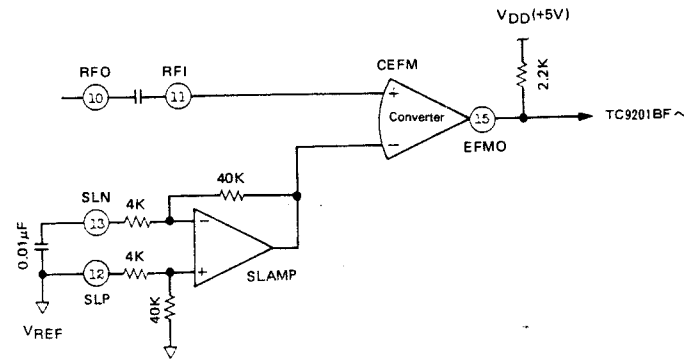 VDD(+5V)
RFO
RFI
CEFM
2.2K
10
11
+
Converter
15
TC9201BF~
−
EFMO
40K
SLN
4K
13
−
0.01μF
4K
12
+
SLP
SLAMP
40K
VREF